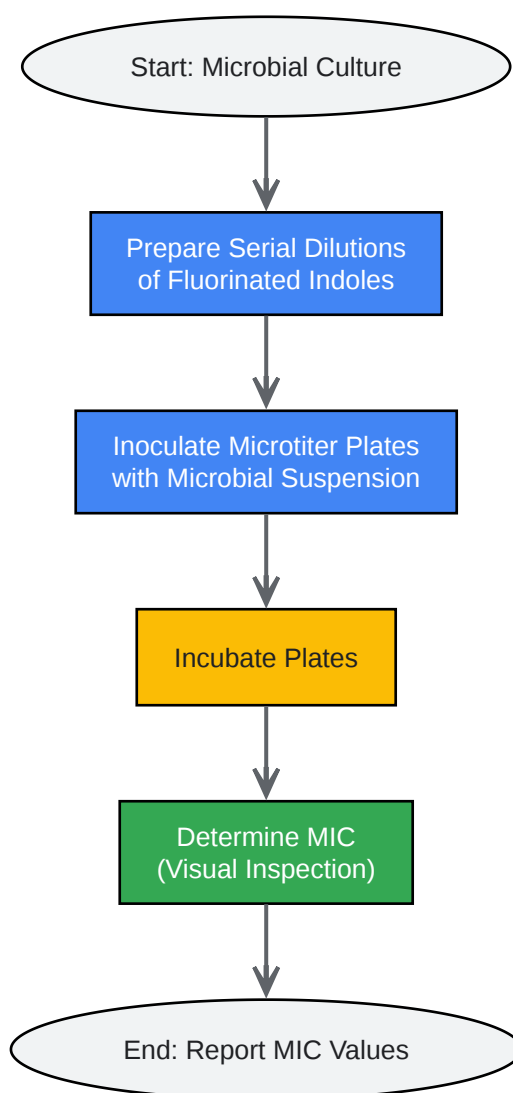 Start: Microbial Culture
Prepare Serial Dilutions
of Fluorinated Indoles
Inoculate Microtiter Plates
with Microbial Suspension
Incubate Plates
Determine MIC
(Visual Inspection)
End: Report MIC Values